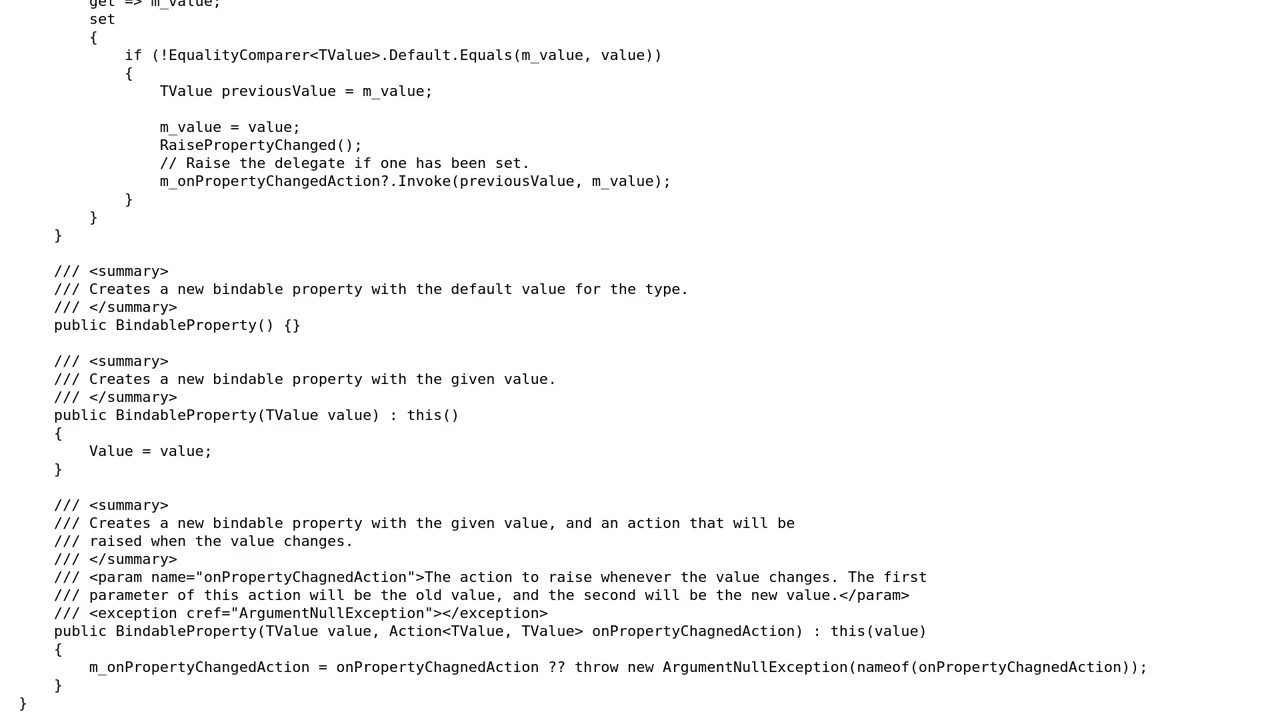 get => m_value;
set
{
if (!EqualityComparer<TValue>.Default.Equals(m_value, value))
{
TValue previousValue = m_value;
m_value = value;
RaisePropertyChanged();
// Raise the delegate if one has been set.
m_onPropertyChangedAction?.Invoke(previousValue, m_value);
}
}
}
/// <summary>
/// Creates a new bindable property with the default value for the type.
/// </summary>
public BindableProperty() {}
/// <summary>
/// Creates a new bindable property with the given value.
/// </summary>
public BindableProperty(TValue value) : this()
{
Value = value;
}
/// <summary>
/// Creates a new bindable property with the given value, and an action that will be
/// raised when the value changes.
/// </summary>
/// <param name="onPropertyChagnedAction">The action to raise whenever the value changes. The first
/// parameter of this action will be the old value, and the second will be the new value.</param>
/// <exception cref="ArgumentNullException"></exception>
public BindableProperty(TValue value, Action<TValue, TValue> onPropertyChagnedAction) : this(value)
{
m_onPropertyChangedAction = onPropertyChagnedAction ?? throw new ArgumentNullException(nameof(onPropertyChagnedAction));
}
}